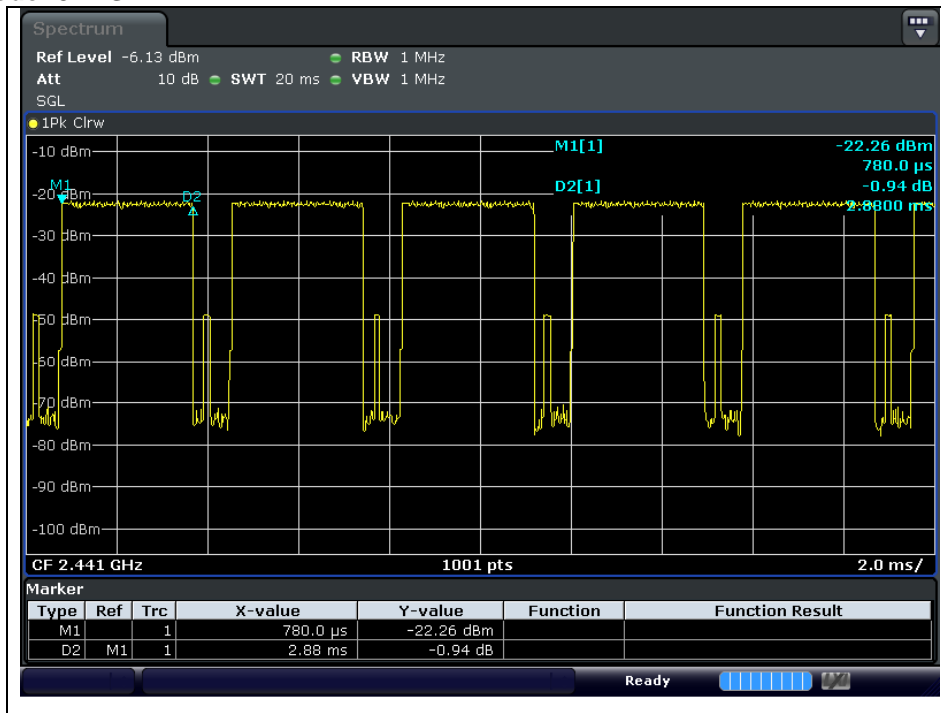 Spectrum
Ref Level -6.13 dBm RBW 1 MHz
Att 10 dB SWT 20 ms VBW 1 MHz
SGL
1Pk Clrw
M1[1] -22.26 dBm
780.0 µs
D2[1] -0.94 dB
2.8800 ms
-10 dBm
M1
D2
-20 dBm
-30 dBm
-40 dBm
-50 dBm
-60 dBm
-70 dBm
-80 dBm
-90 dBm
-100 dBm
CF 2.441 GHz 1001 pts 2.0 ms/
Marker
Type Ref Trc X-value Y-value Function Function Result
M1 1 780.0 µs -22.26 dBm
D2 M1 1 2.88 ms -0.94 dB
Ready